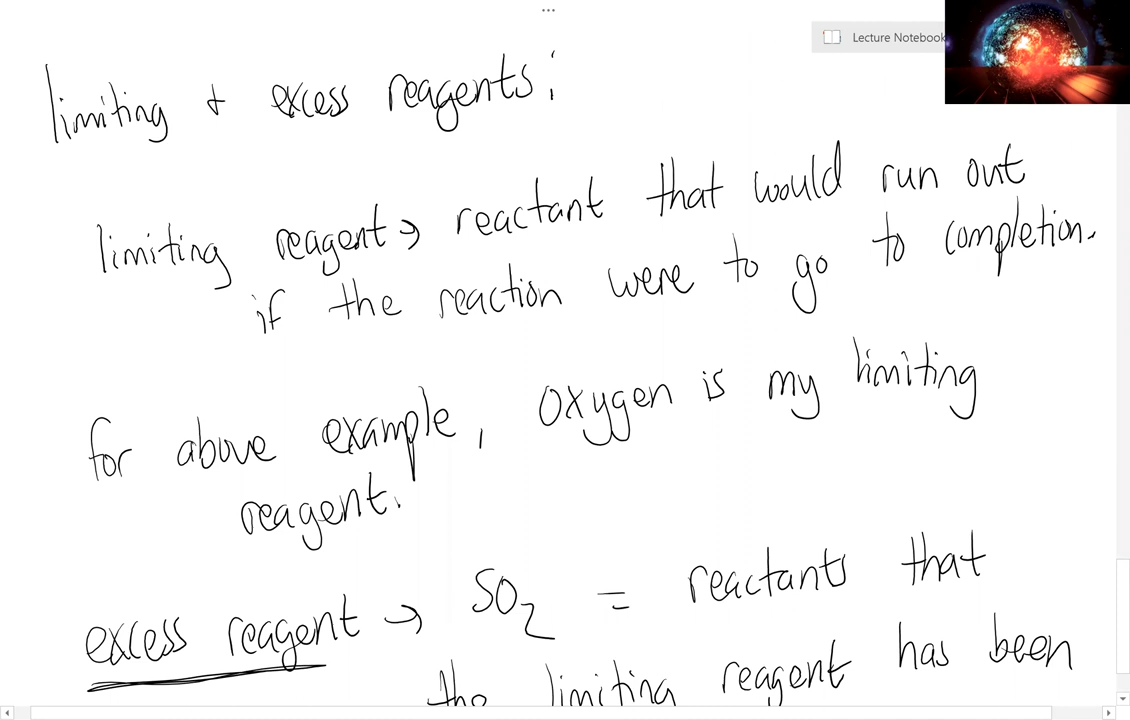 ...
Lecture Notebook
limiting + excess reagents:
limiting reagent → reactant that would run out
if the reaction were to go to completion.
for above example, oxygen is my limiting
reagent.
excess reagent → SO2 = reactants that
the limiting reagent has been